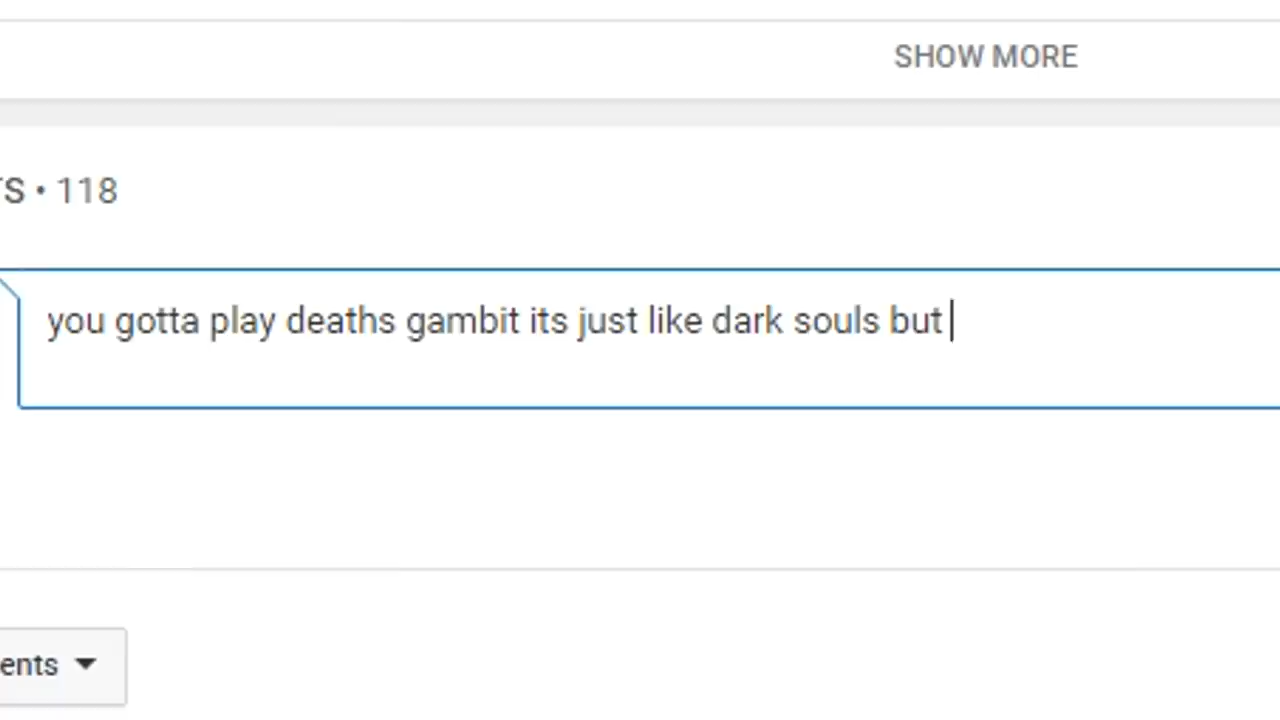 SHOW MORE
TS • 118
you gotta play deaths gambit its just like dark souls but
ents